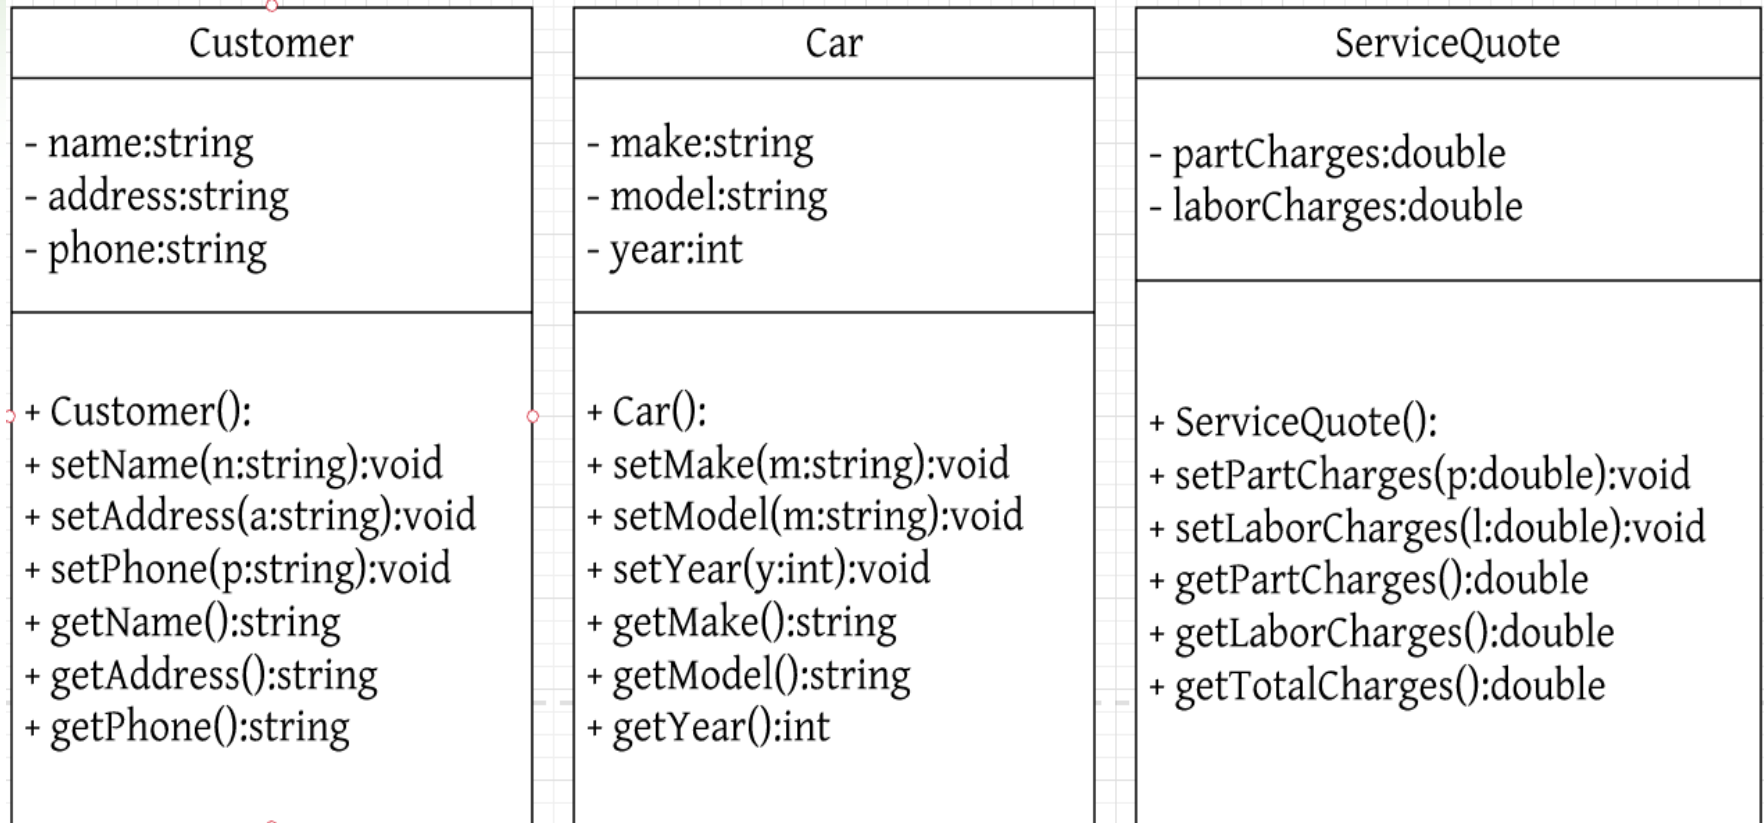 Customer
- name:string
- address:string
- phone:string
+ Customer():
+ setName(n:string):void
+ setAddress(a:string):void
+ setPhone(p:string):void
+ getName():string
+ getAddress():string
+ getPhone():string
Car
- make:string
- model:string
- year:int
+ Car():
+ setMake(m:string):void
+ setModel(m:string):void
+ setYear(y:int):void
+ getMake():string
+ getModel():string
+ getYear():int
ServiceQuote
- partCharges:double
- laborCharges:double
+ ServiceQuote():
+ setPartCharges(p:double):void
+ setLaborCharges(l:double):void
+ getPartCharges():double
+ getLaborCharges():double
+ getTotalCharges():double